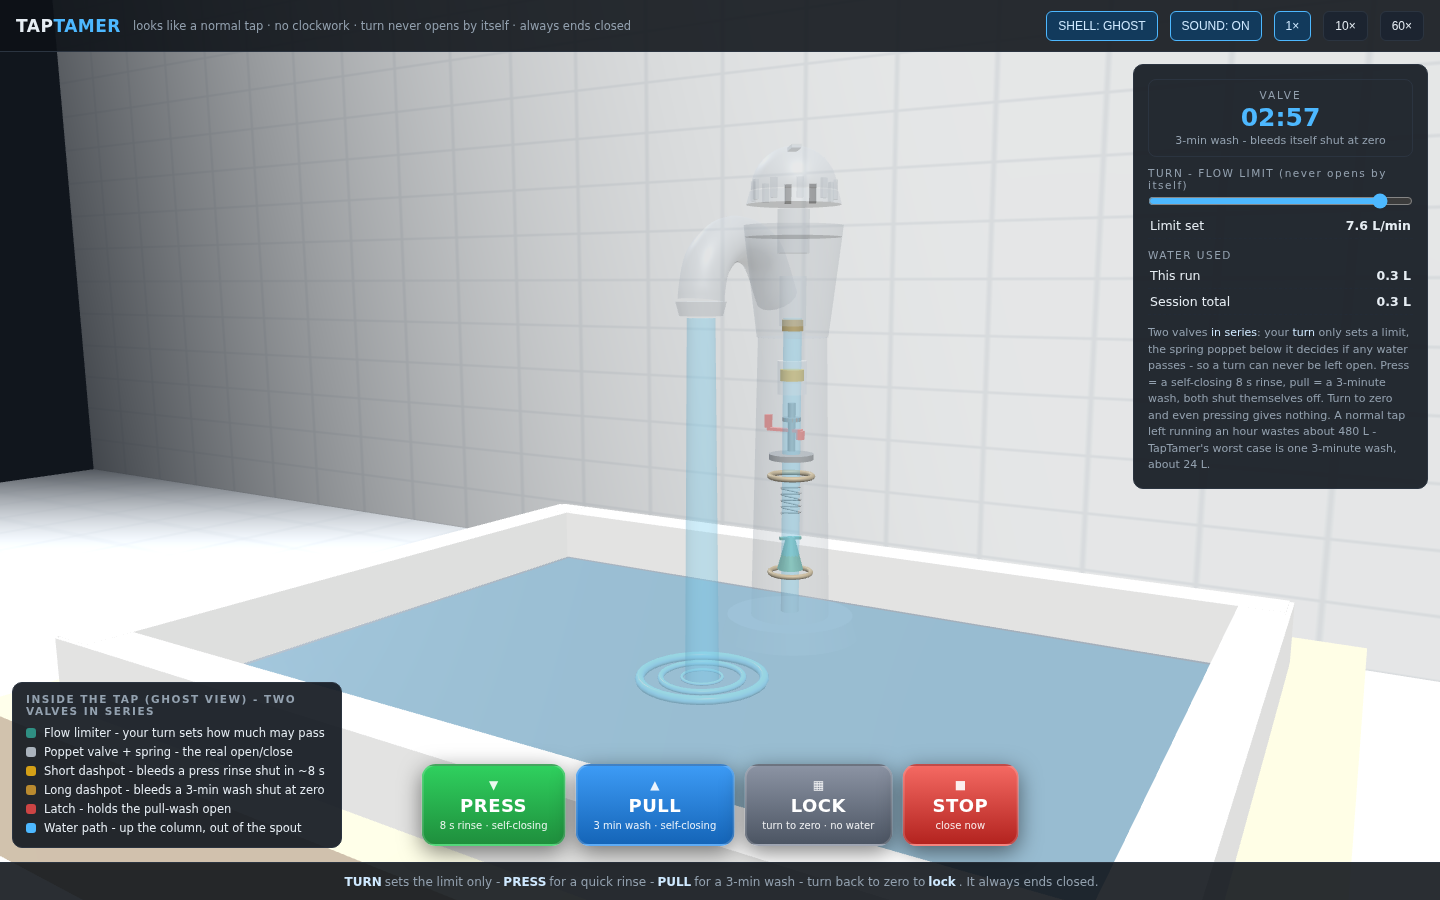 TAPTAMER looks like a normal tap · no clockwork · turn never opens by itself · always ends closed
SHELL: GHOST
SOUND: ON
1×
10×
60×
VALVE
02:57
3-min wash - bleeds itself shut at zero
TURN - FLOW LIMIT (never opens by
itself)
Limit set 7.6 L/min
WATER USED
This run 0.3 L
Session total 0.3 L
Two valves in series: your turn only sets a limit,
the spring poppet below it decides if any water
passes - so a turn can never be left open. Press
= a self-closing 8 s rinse, pull = a 3-minute
wash, both shut themselves off. Turn to zero
and even pressing gives nothing. A normal tap
left running an hour wastes about 480 L -
TapTamer's worst case is one 3-minute wash,
about 24 L.
INSIDE THE TAP (GHOST VIEW) - TWO
VALVES IN SERIES
Flow limiter - your turn sets how much may pass
Poppet valve + spring - the real open/close
Short dashpot - bleeds a press rinse shut in ~8 s
Long dashpot - bleeds a 3-min wash shut at zero
Latch - holds the pull-wash open
Water path - up the column, out of the spout
▼
PRESS
8 s rinse · self-closing
▲
PULL
3 min wash · self-closing
▦
LOCK
turn to zero · no water
■
STOP
close now
TURN sets the limit only - PRESS for a quick rinse - PULL for a 3-min wash - turn back to zero to lock . It always ends closed.